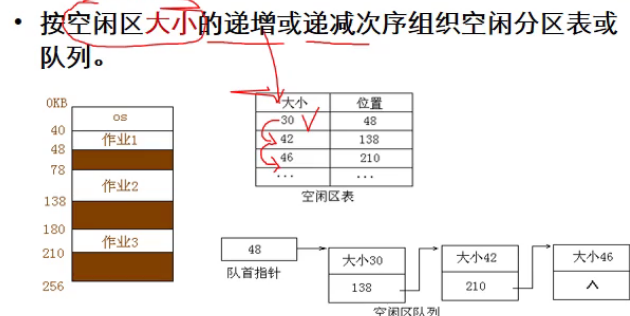 • 按空闲区大小的递增或递减次序组织空闲分区表或
队列。
0KB
os
40
作业1
48
78
作业2
138
180
作业3
210
256
大小 位置
30 48
42 138
46 210
... ...
空闲区表
48
队首指针
大小30
138
大小42
210
大小46
∧
空闲区队列